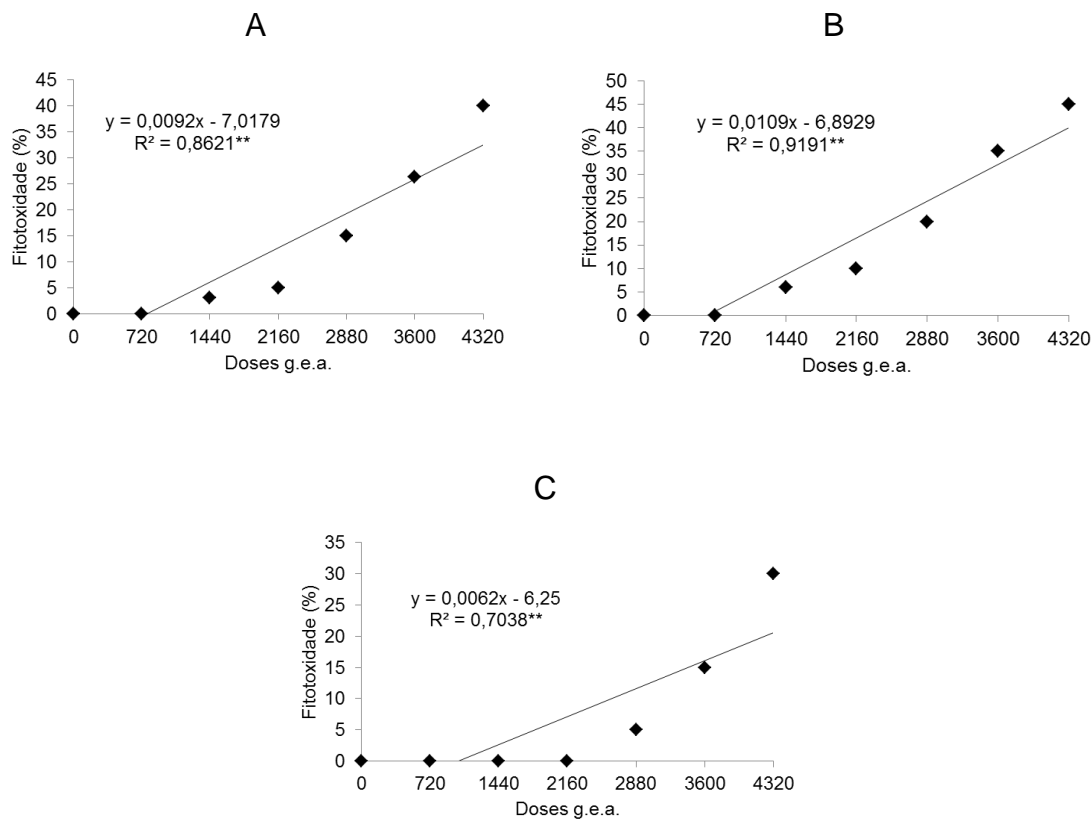 A
45
40
35
30
25
20
15
10
5
0
Fitotoxidade (%)
y = 0,0092x - 7,0179
R² = 0,8621**
0 720 1440 2160 2880 3600 4320
Doses g.e.a.
B
50
45
40
35
30
25
20
15
10
5
0
Fitotoxidade (%)
y = 0,0109x - 6,8929
R² = 0,9191**
0 720 1440 2160 2880 3600 4320
Doses g.e.a.
C
35
30
25
20
15
10
5
0
Fitotoxidade (%)
y = 0,0062x - 6,25
R² = 0,7038**
0 720 1440 2160 2880 3600 4320
Doses g.e.a.